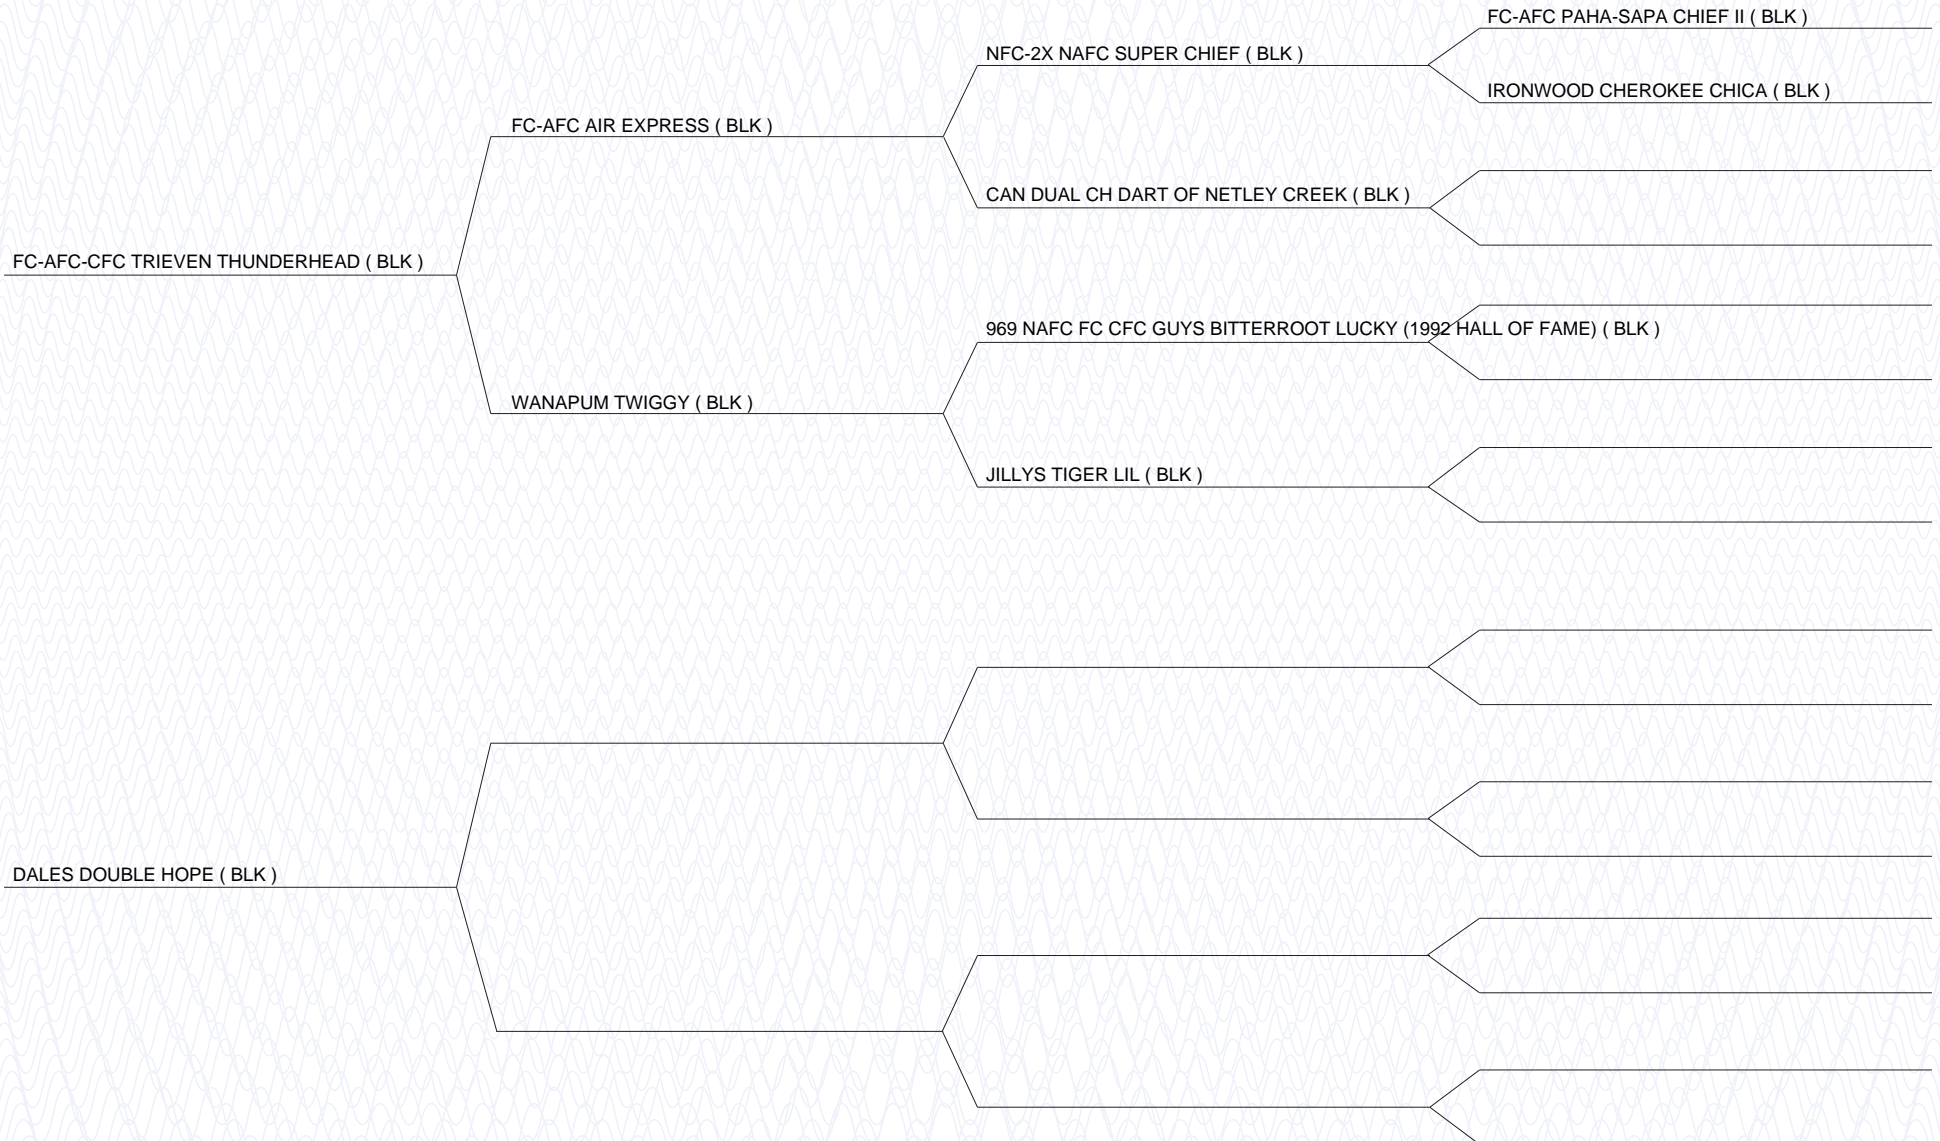 FC-AFC PAHA-SAPA CHIEF II ( BLK )
NFC-2X NAFC SUPER CHIEF ( BLK )
IRONWOOD CHEROKEE CHICA ( BLK )
FC-AFC AIR EXPRESS ( BLK )
CAN DUAL CH DART OF NETLEY CREEK ( BLK )
FC-AFC-CFC TRIEVEN THUNDERHEAD ( BLK )
969 NAFC FC CFC GUYS BITTERROOT LUCKY (1992 HALL OF FAME) ( BLK )
WANAPUM TWIGGY ( BLK )
JILLYS TIGER LIL ( BLK )
DALES DOUBLE HOPE ( BLK )